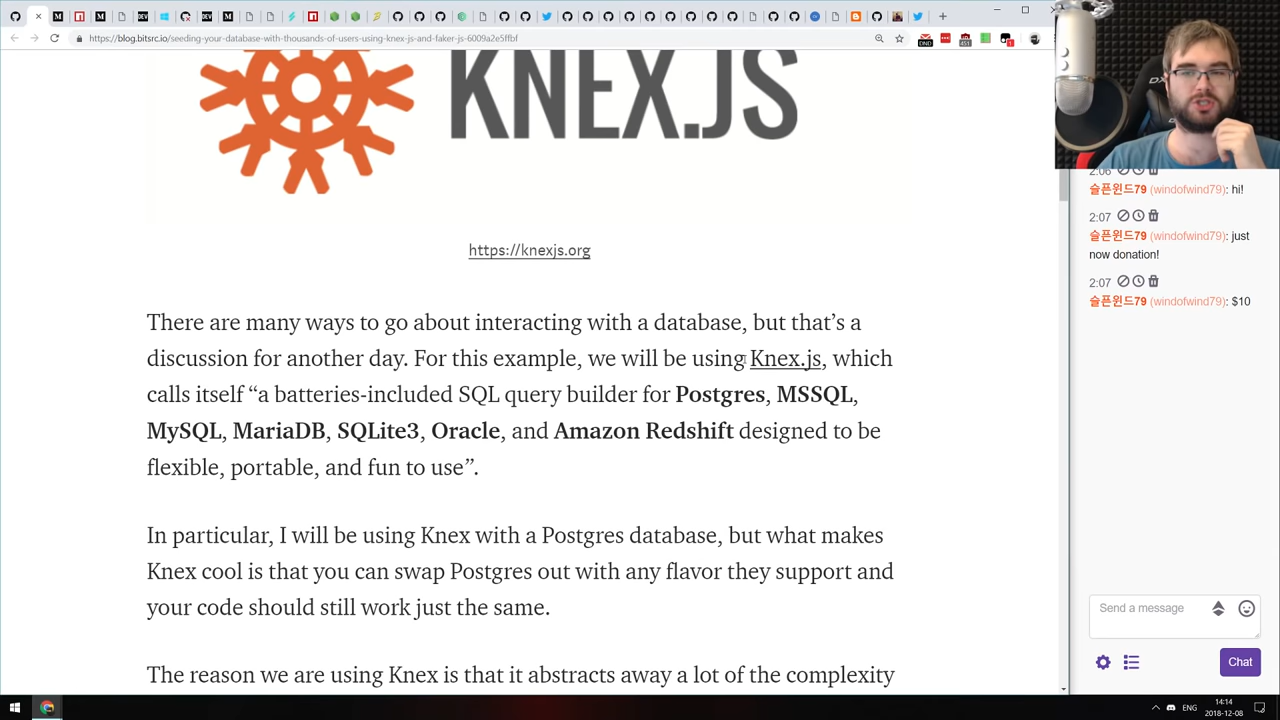 https://blog.bitsrc.io/seeding-your-database-with-thousands-of-users-using-knex-js-and-faker-js-6009a2e5ffbf
DND
451
1
KNEX.JS
https://knexjs.org
There are many ways to go about interacting with a database, but that’s a
discussion for another day. For this example, we will be using Knex.js, which
calls itself “a batteries-included SQL query builder for Postgres, MSSQL,
MySQL, MariaDB, SQLite3, Oracle, and Amazon Redshift designed to be
flexible, portable, and fun to use”.
In particular, I will be using Knex with a Postgres database, but what makes
Knex cool is that you can swap Postgres out with any flavor they support and
your code should still work just the same.
The reason we are using Knex is that it abstracts away a lot of the complexity
2:06
슬픈윈드79 (windofwind79): hi!
2:07
슬픈윈드79 (windofwind79): just
now donation!
2:07
슬픈윈드79 (windofwind79): $10
Send a message
Chat
ENG
14:14
2018-12-08